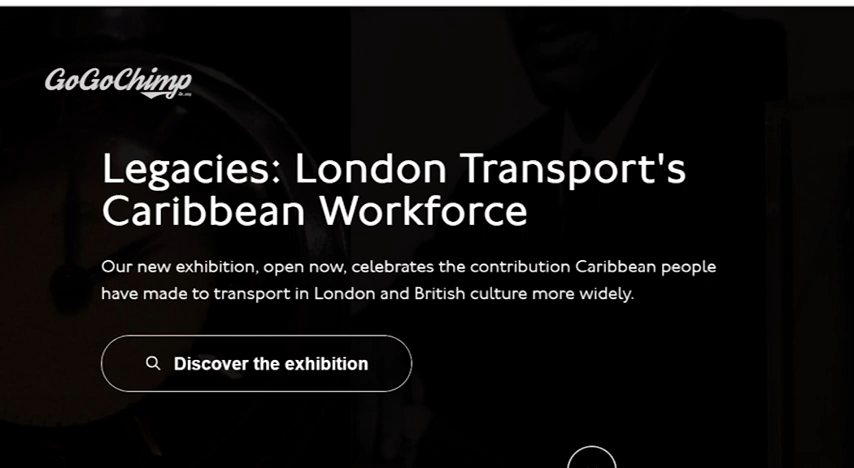 GoGoChimp
Legacies: London Transport's
Caribbean Workforce
Our new exhibition, open now, celebrates the contribution Caribbean people
have made to transport in London and British culture more widely.
Discover the exhibition